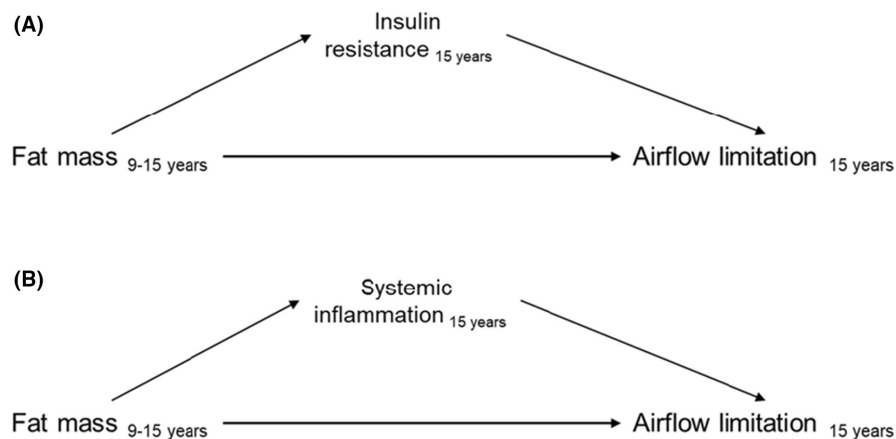 (A)
Insulin
resistance 15 years
Fat mass 9-15 years
Airflow limitation 15 years
(B)
Systemic
inflammation 15 years
Fat mass 9-15 years
Airflow limitation 15 years